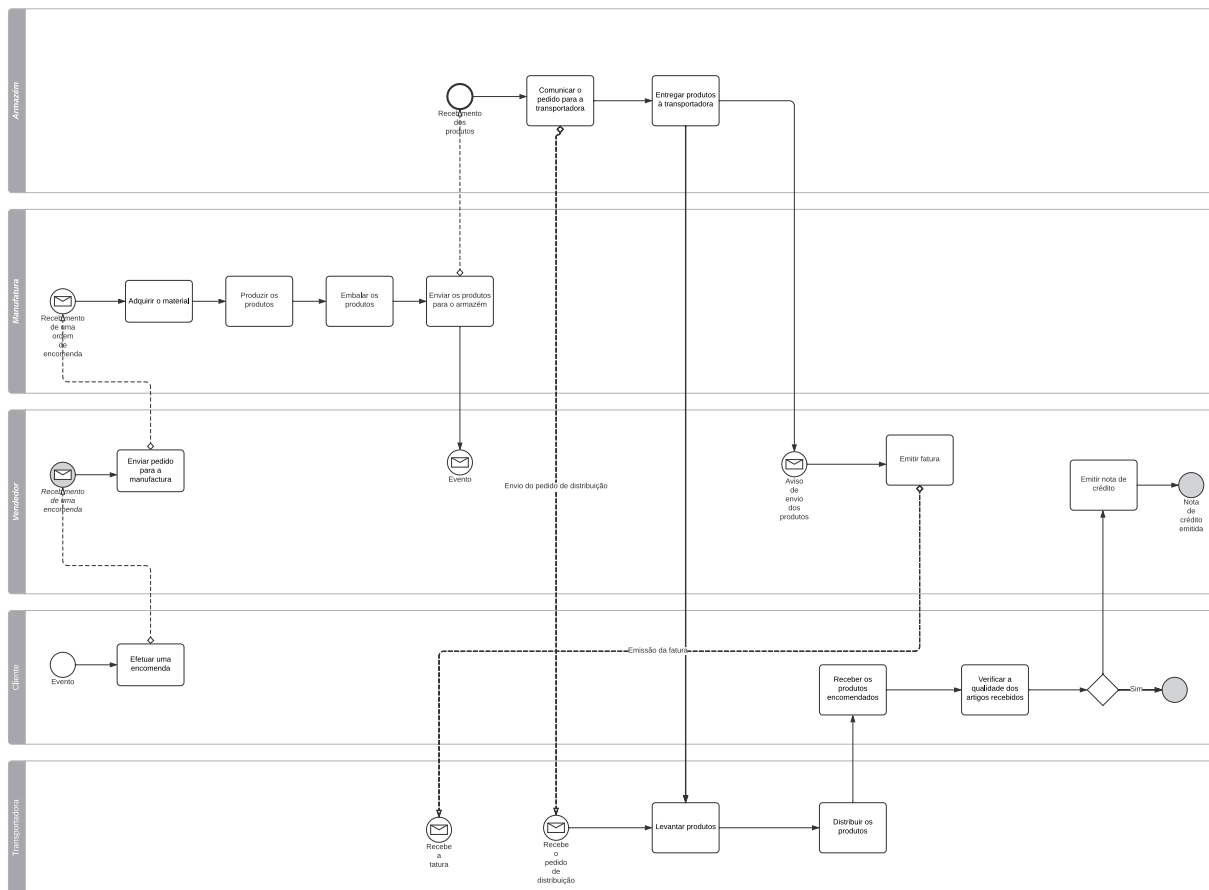 Armazém
Recebimento
dos
produtos
Comunicar o
pedido para a
transportadora
Entregar produtos
à transportadora
Manufatura
Recebimento
de uma
ordem
de
encomenda
Adquirir o material
Produzir os
produtos
Embalar os
produtos
Enviar os produtos
para o armazém
Vendedor
Recebimento
de uma
encomenda
Enviar pedido
para a
manufactura
Evento
Envio do pedido de distribuição
Aviso
de
envio
dos
produtos
Emitir fatura
Emitir nota de
crédito
Nota
de
crédito
emitida
Cliente
Evento
Efetuar uma
encomenda
Emissão da fatura
Receber os
produtos
encomendados
Verificar a
qualidade dos
artigos recebidos
Sim
Transportadora
Recebe
a
tatura
Recebe
o
pedido
de
distribuição
Levantar produtos
Distribuir os
produtos